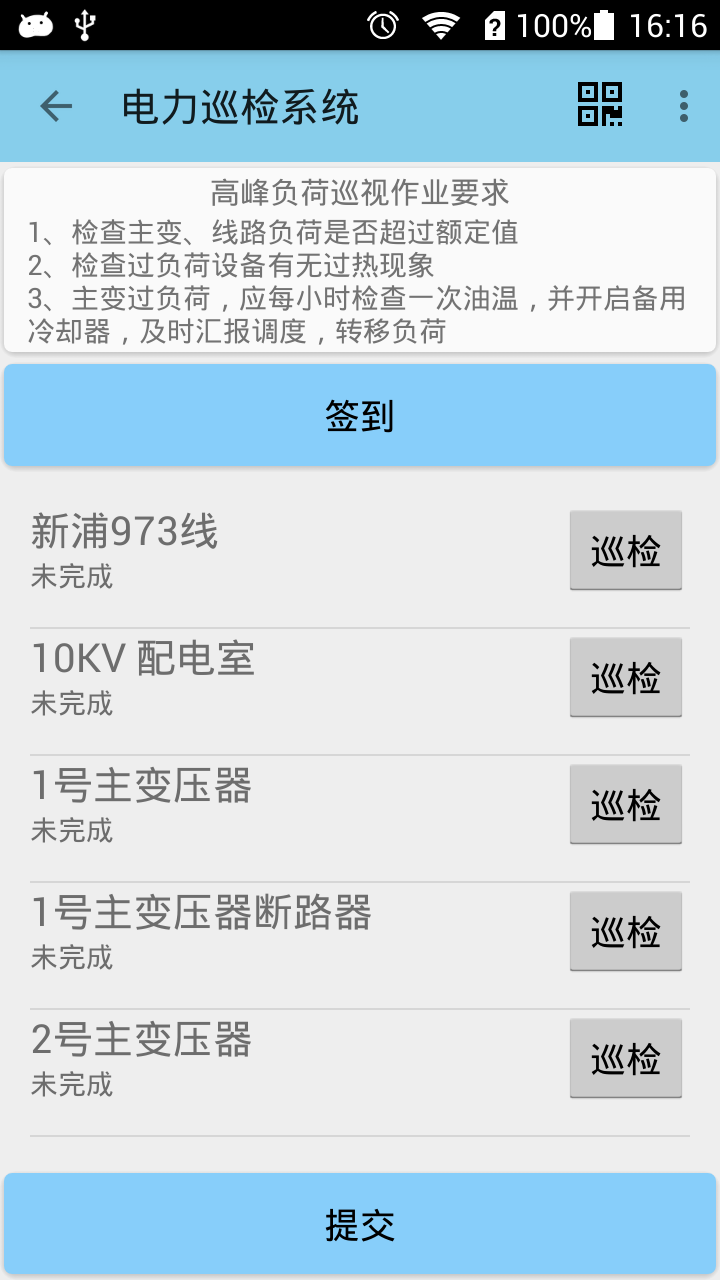 100% 16:16
电力巡检系统
高峰负荷巡视作业要求
1、检查主变、线路负荷是否超过额定值
2、检查过负荷设备有无过热现象
3、主变过负荷，应每小时检查一次油温，并开启备用
冷却器，及时汇报调度，转移负荷
签到
新浦973线
未完成
巡检
10KV 配电室
未完成
巡检
1号主变压器
未完成
巡检
1号主变压器断路器
未完成
巡检
2号主变压器
未完成
巡检
提交